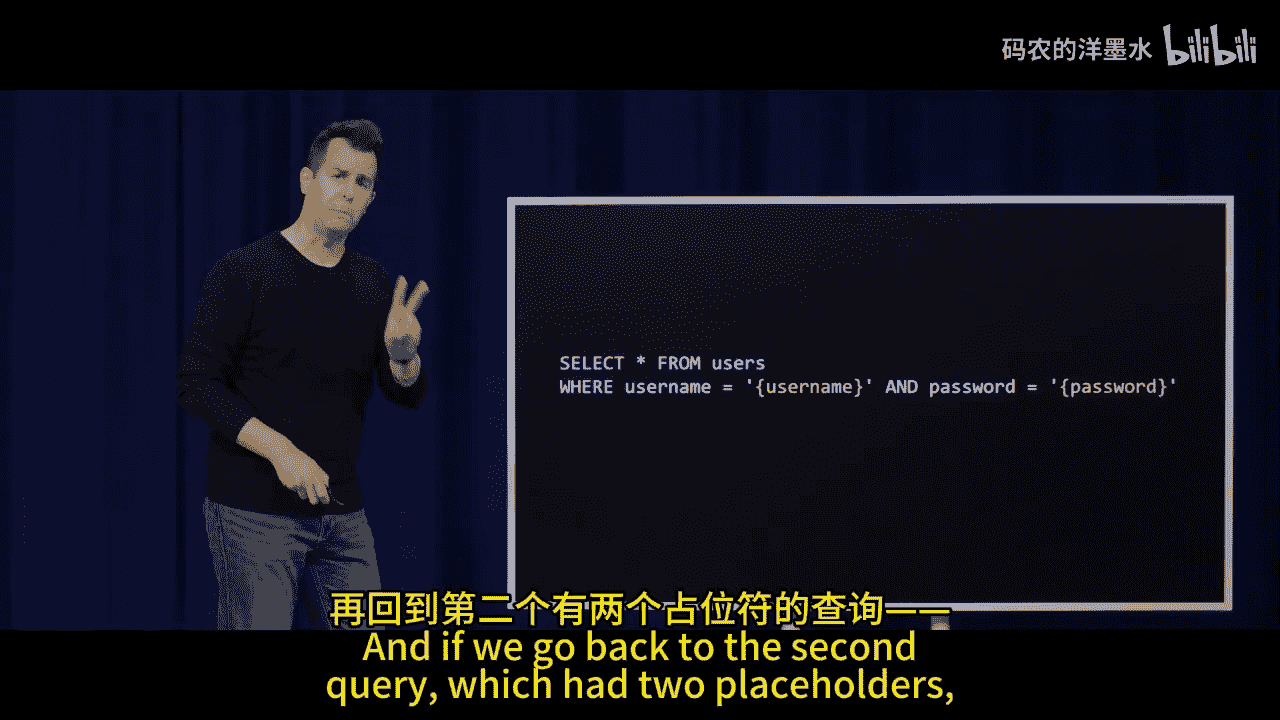 码农的洋墨水 bilibili
SELECT * FROM users
WHERE username = '{username}' AND password = '{password}'
再回到第二个有两个占位符的查询——
And if we go back to the second
query, which had two placeholders,